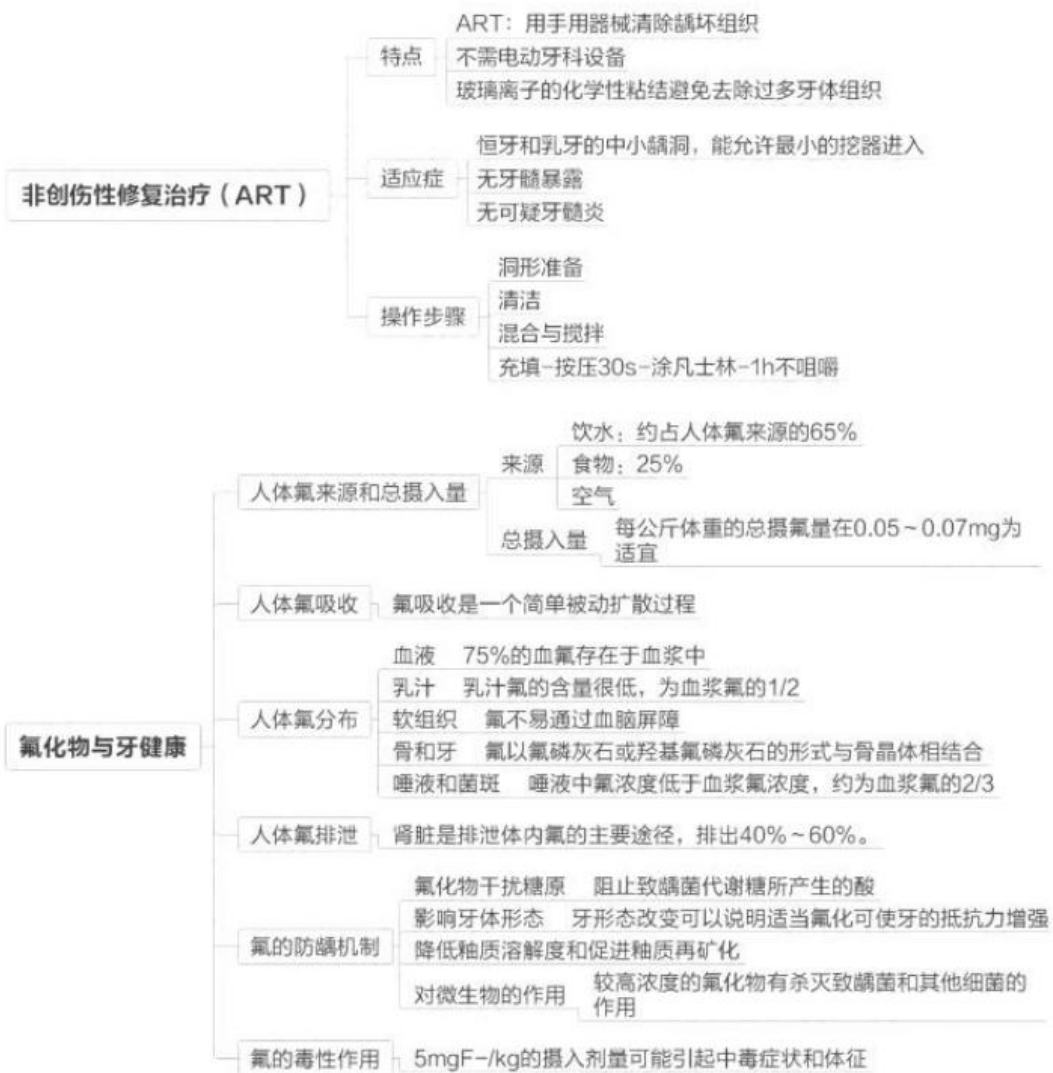 ART：用手用器械清除龋坏组织
特点
不需电动牙科设备
玻璃离子的化学性粘结避免去除过多牙体组织
恒牙和乳牙的中小龋洞，能允许最小的挖器进入
非创伤性修复治疗（ART）
适应症
无牙髓暴露
无可疑牙髓炎
洞形准备
清洁
操作步骤
混合与搅拌
充填-按压30s-涂凡士林-1h不咀嚼
饮水：约占人体氟来源的65%
来源
食物：25%
人体氟来源和总摄入量
空气
总摄入量
每公斤体重的总摄氟量在0.05~0.07mg为
适宜
人体氟吸收
氟吸收是一个简单被动扩散过程
血液 75%的血氟存在于血浆中
乳汁 乳汁氟的含量很低，为血浆氟的1/2
人体氟分布
软组织 氟不易通过血脑屏障
氟化物与牙健康
骨和牙 氟以氟磷灰石或羟基氟磷灰石的形式与骨晶体相结合
唾液和菌斑 唾液中氟浓度低于血浆氟浓度，约为血浆氟的2/3
人体氟排泄
肾脏是排泄体内氟的主要途径，排出40%~60%。
氟化物干扰糖原 阻止致龋菌代谢糖所产生的酸
影响牙体形态 牙形态改变可以说明适当氟化可使牙的抵抗力增强
氟的防龋机制
降低釉质溶解度和促进釉质再矿化
对微生物的作用
较高浓度的氟化物有杀灭致龋菌和其他细菌的
作用
氟的毒性作用
5mgF-/kg的摄入剂量可能引起中毒症状和体征